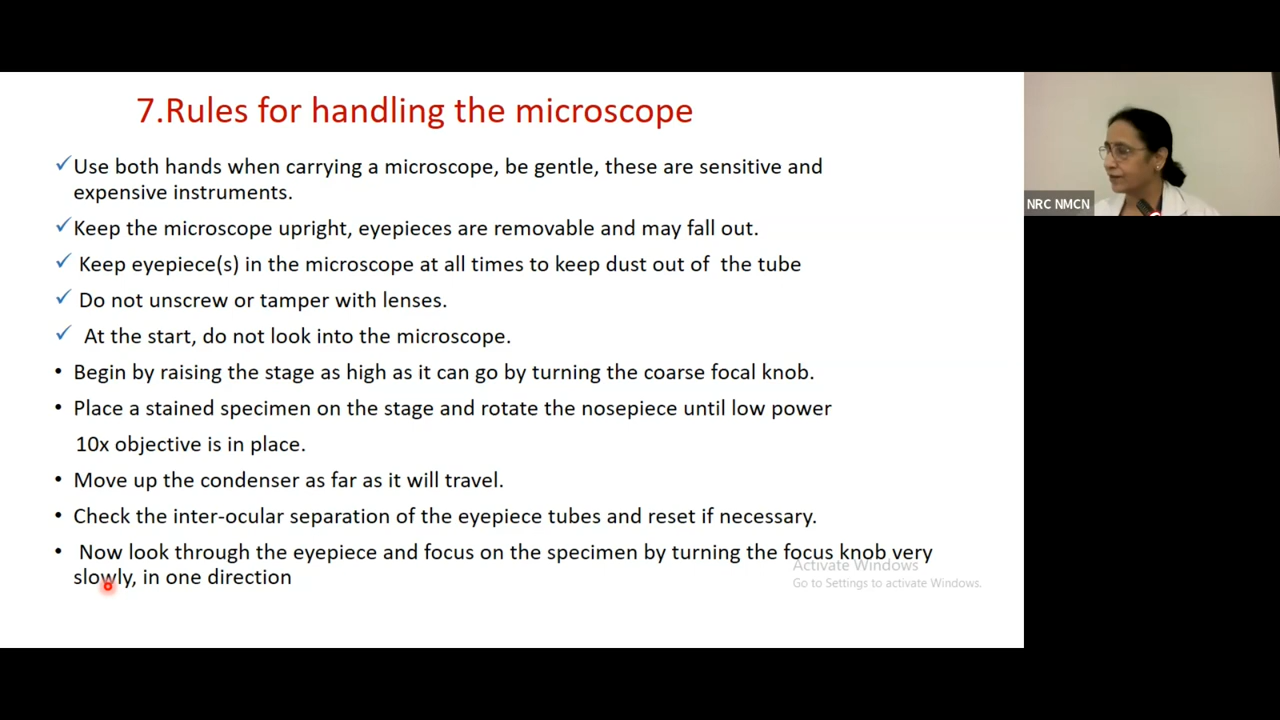 7.Rules for handling the microscope
✓Use both hands when carrying a microscope, be gentle, these are sensitive and
expensive instruments.
✓Keep the microscope upright, eyepieces are removable and may fall out.
✓ Keep eyepiece(s) in the microscope at all times to keep dust out of the tube
✓ Do not unscrew or tamper with lenses.
✓ At the start, do not look into the microscope.
• Begin by raising the stage as high as it can go by turning the coarse focal knob.
• Place a stained specimen on the stage and rotate the nosepiece until low power
10x objective is in place.
• Move up the condenser as far as it will travel.
• Check the inter-ocular separation of the eyepiece tubes and reset if necessary.
• Now look through the eyepiece and focus on the specimen by turning the focus knob very
slowly, in one direction
Activate Windows
Go to Settings to activate Windows.
NRC NMCN